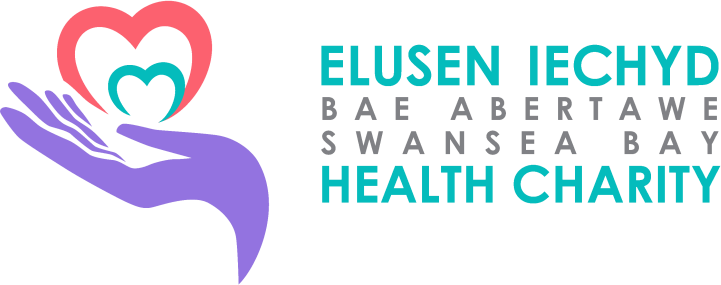 ELUSEN IECHYD
BAE ABERTAWE
SWANSEA BAY
HEALTH CHARITY